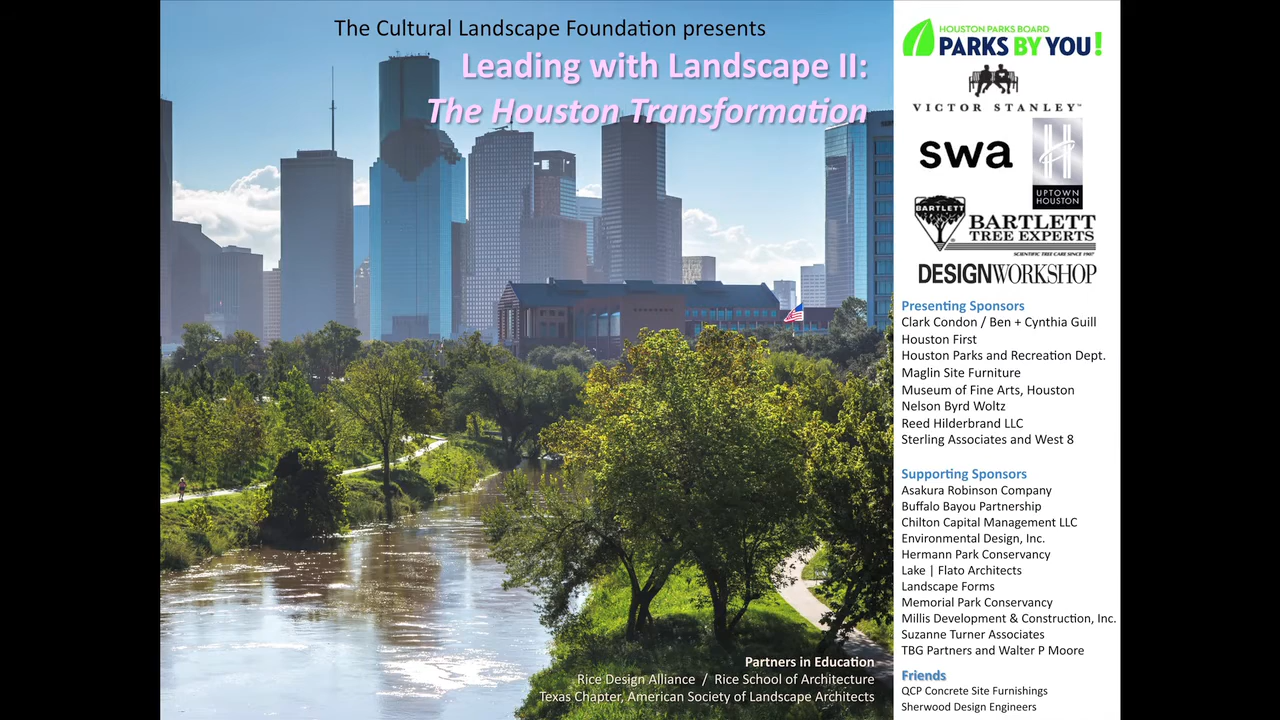 The Cultural Landscape Foundation presents
Leading with Landscape II:
The Houston Transformation
HOUSTON PARKS BOARD
PARKS BY YOU!
VICTOR STANLEY™
swa
H
UPTOWN
HOUSTON
BARTLETT
BARTLETT
TREE EXPERTS
SCIENTIFIC TREE CARE SINCE 1907
DESIGNWORKSHOP
Presenting Sponsors
Clark Condon / Ben + Cynthia Guill
Houston First
Houston Parks and Recreation Dept.
Maglin Site Furniture
Museum of Fine Arts, Houston
Nelson Byrd Woltz
Reed Hilderbrand LLC
Sterling Associates and West 8
Supporting Sponsors
Asakura Robinson Company
Buffalo Bayou Partnership
Chilton Capital Management LLC
Environmental Design, Inc.
Hermann Park Conservancy
Lake | Flato Architects
Landscape Forms
Memorial Park Conservancy
Millis Development & Construction, Inc.
Suzanne Turner Associates
TBG Partners and Walter P Moore
Friends
QCP Concrete Site Furnishings
Sherwood Design Engineers
Partners in Education
Rice Design Alliance / Rice School of Architecture
Texas Chapter, American Society of Landscape Architects